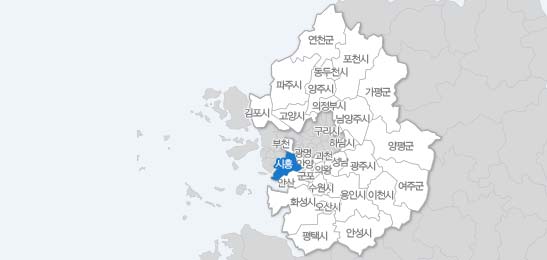 연천군
포천시
동두천시
파주시
양주시
가평군
의정부시
김포시
고양시
남양주시
구리시
부천
하남시
양평군
광명
과천
시흥
안양
성남
의왕
광주시
안산
군포
수원시
여주군
용인시
이천시
화성시
오산시
평택시
안성시